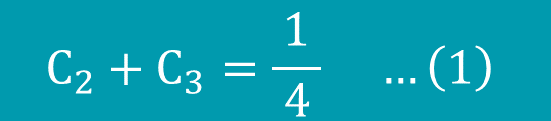 C₂ + C₃ = 1/4 ...(1)